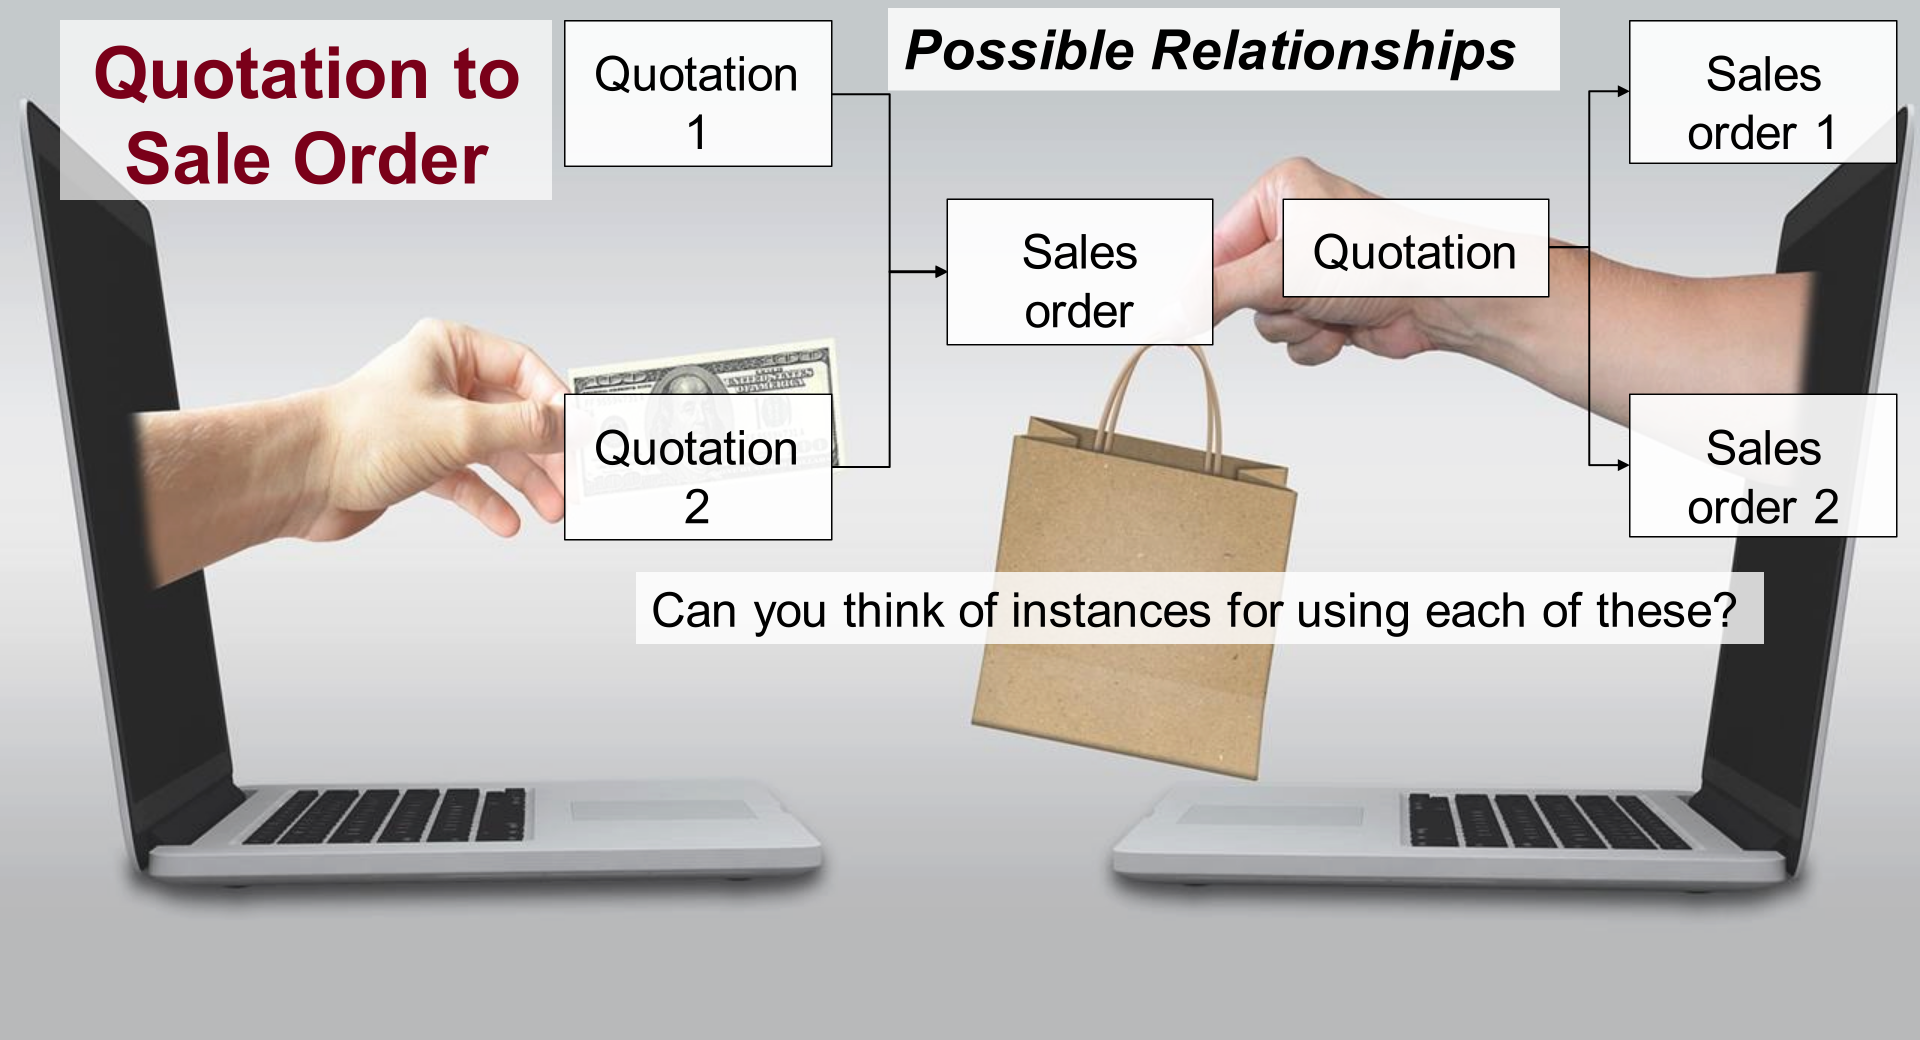 Quotation to
Sale Order
Quotation
1
Possible Relationships
Sales
order 1
Sales
order
Quotation
Quotation
2
Sales
order 2
Can you think of instances for using each of these?